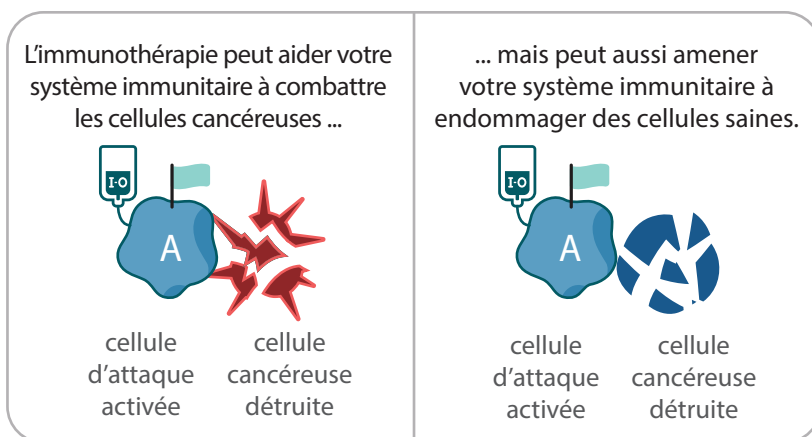 L'immunothérapie peut aider votre
système immunitaire à combattre
les cellules cancéreuses ...
I-O
A
cellule
d'attaque
activée
cellule
cancéreuse
détruite
... mais peut aussi amener
votre système immunitaire à
endommager des cellules saines.
I-O
A
cellule
d'attaque
activée
cellule
cancéreuse
détruite